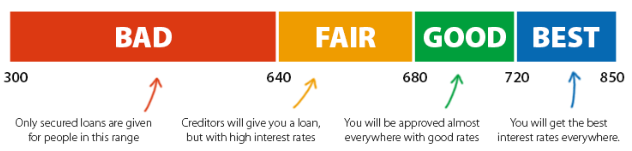 BAD FAIR GOOD BEST
300 640 680 720 850
Only secured loans are given
for people in this range
Creditors will give you a loan,
but with high interest rates
You will be approved almost
everywhere with good rates
You will get the best
interest rates everywhere.